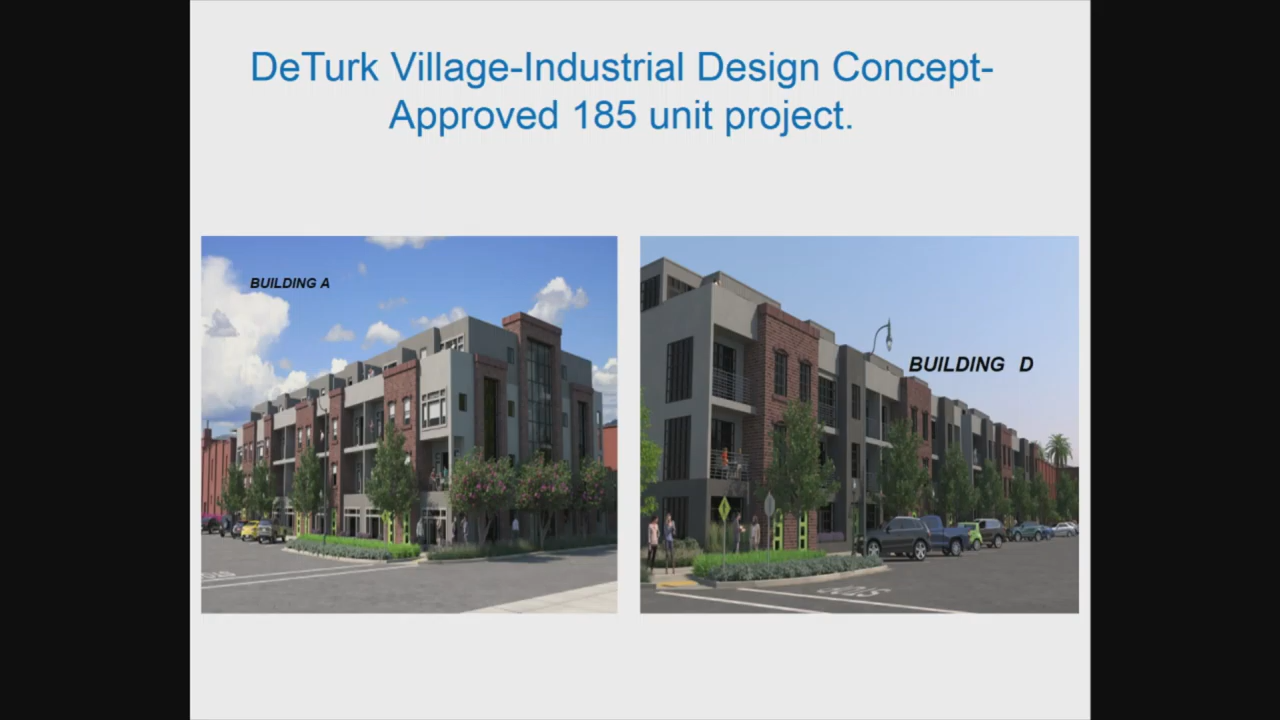 DeTurk Village-Industrial Design Concept-
Approved 185 unit project.
BUILDING A
BUILDING D